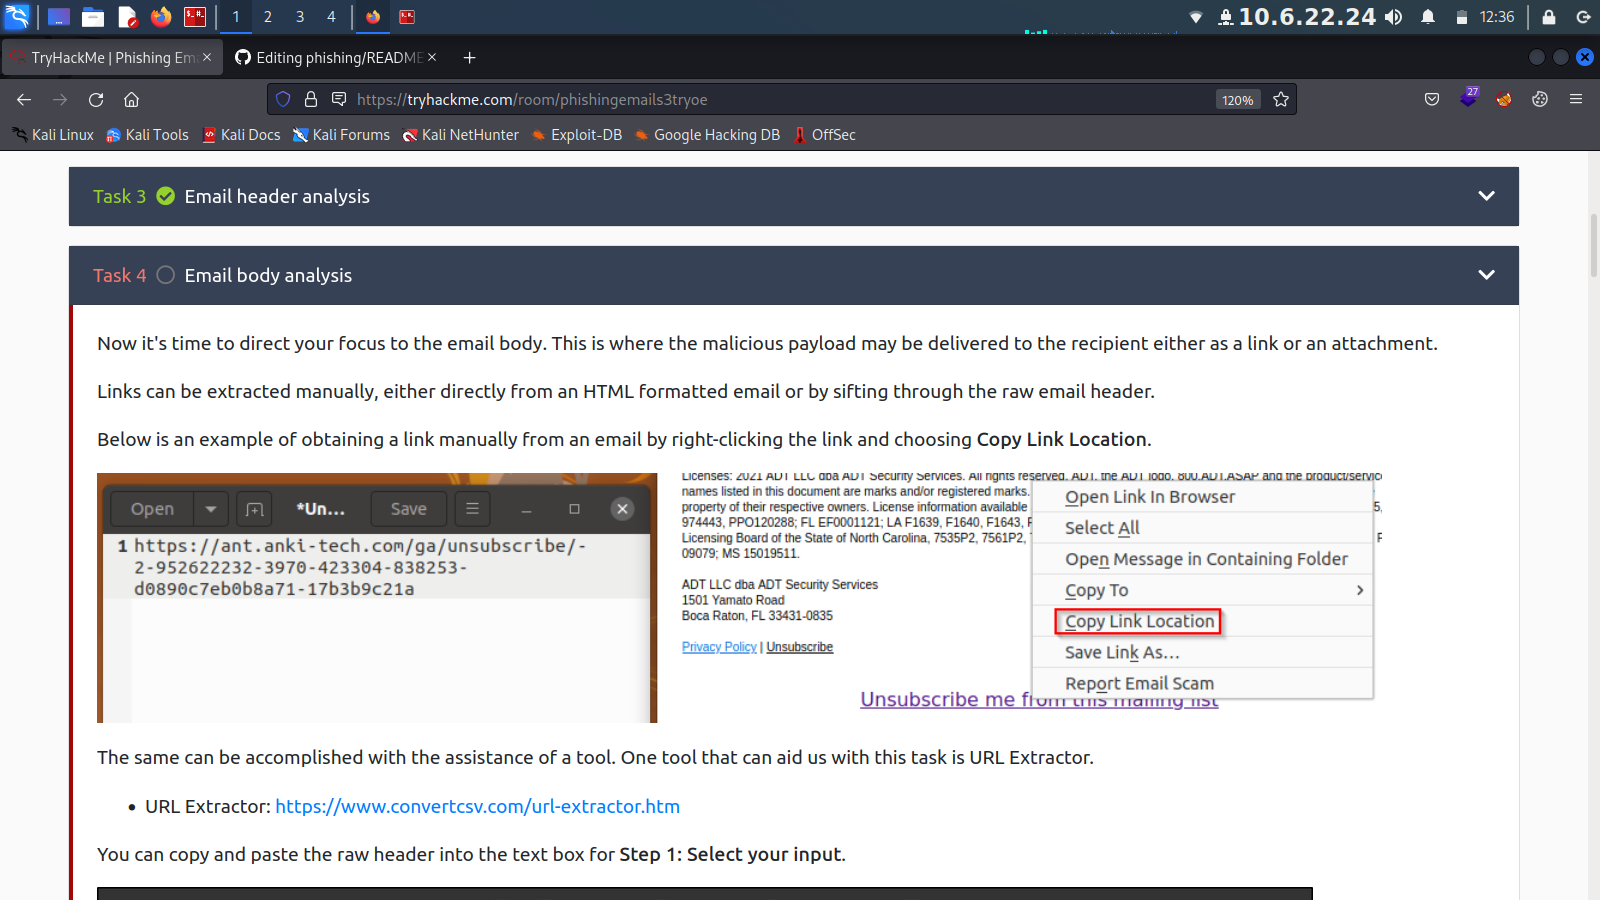 1 2 3 4 10.6.22.24 12:36
TryHackMe | Phishing Ema Editing phishing/README
https://tryhackme.com/room/phishingemails3tryoe 120% 27
Kali Linux Kali Tools Kali Docs Kali Forums Kali NetHunter Exploit-DB Google Hacking DB OffSec
Task 3 Email header analysis
Task 4 Email body analysis
Now it's time to direct your focus to the email body. This is where the malicious payload may be delivered to the recipient either as a link or an attachment.
Links can be extracted manually, either directly from an HTML formatted email or by sifting through the raw email header.
Below is an example of obtaining a link manually from an email by right-clicking the link and choosing Copy Link Location.
Open *Un... Save
1 https://ant.anki-tech.com/ga/unsubscribe/-
2-952622232-3970-423304-838253-
d0890c7eb0b8a71-17b3b9c21a
Licenses: 2021 ADT LLC dba ADT Security Services. All rights reserved. ADT, the ADT logo, 800.ADT.ASAP and the product/service
names listed in this document are marks and/or registered marks.
property of their respective owners. License information available
974443, PPO120288; FL EF0001121; LA F1639, F1640, F1643,
Licensing Board of the State of North Carolina, 7535P2, 7561P2,
09079; MS 15019511.
ADT LLC dba ADT Security Services
1501 Yamato Road
Boca Raton, FL 33431-0835
Privacy Policy | Unsubscribe
Unsubscribe me from this mailing list
Open Link In Browser
Select All
Open Message in Containing Folder
Copy To
Copy Link Location
Save Link As...
Report Email Scam
The same can be accomplished with the assistance of a tool. One tool that can aid us with this task is URL Extractor.
• URL Extractor: https://www.convertcsv.com/url-extractor.htm
You can copy and paste the raw header into the text box for Step 1: Select your input.